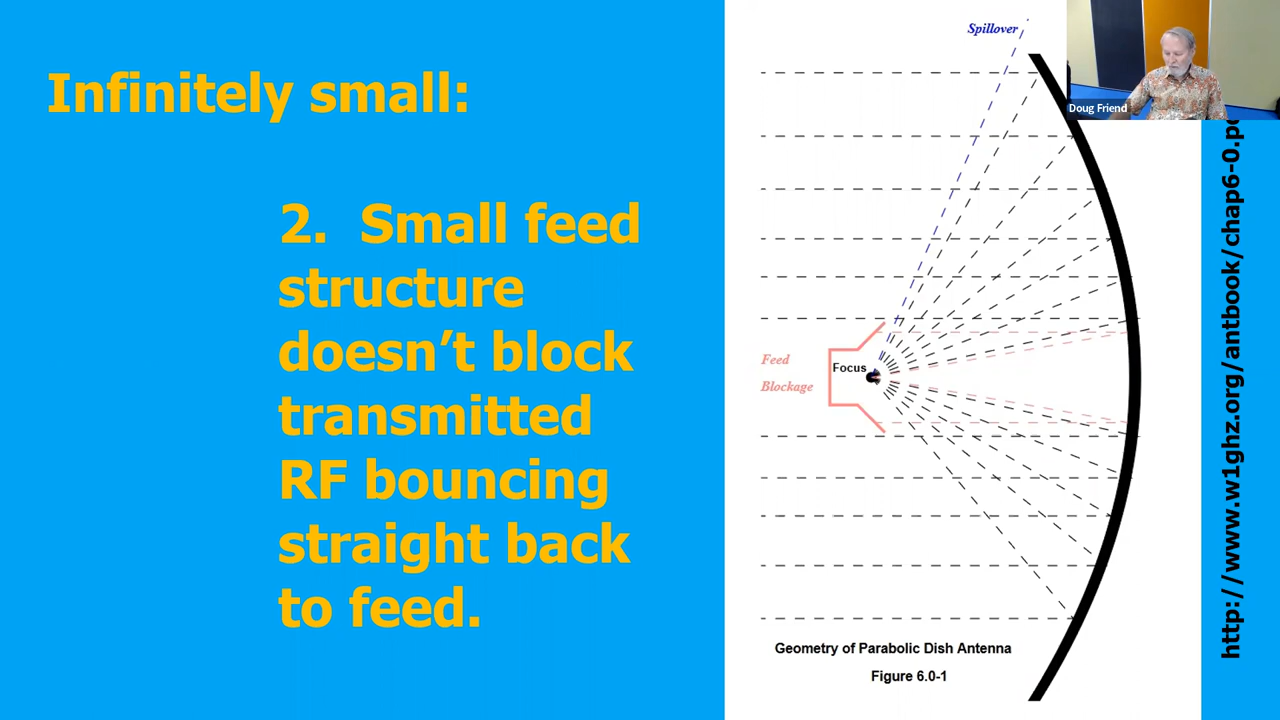 Infinitely small:
2. Small feed
structure
doesn’t block
transmitted
RF bouncing
straight back
to feed.
Spillover
Feed
Blockage
Focus
Geometry of Parabolic Dish Antenna
Figure 6.0-1
Doug Friend
http://www.w1ghz.org/antbook/chap6-0.p